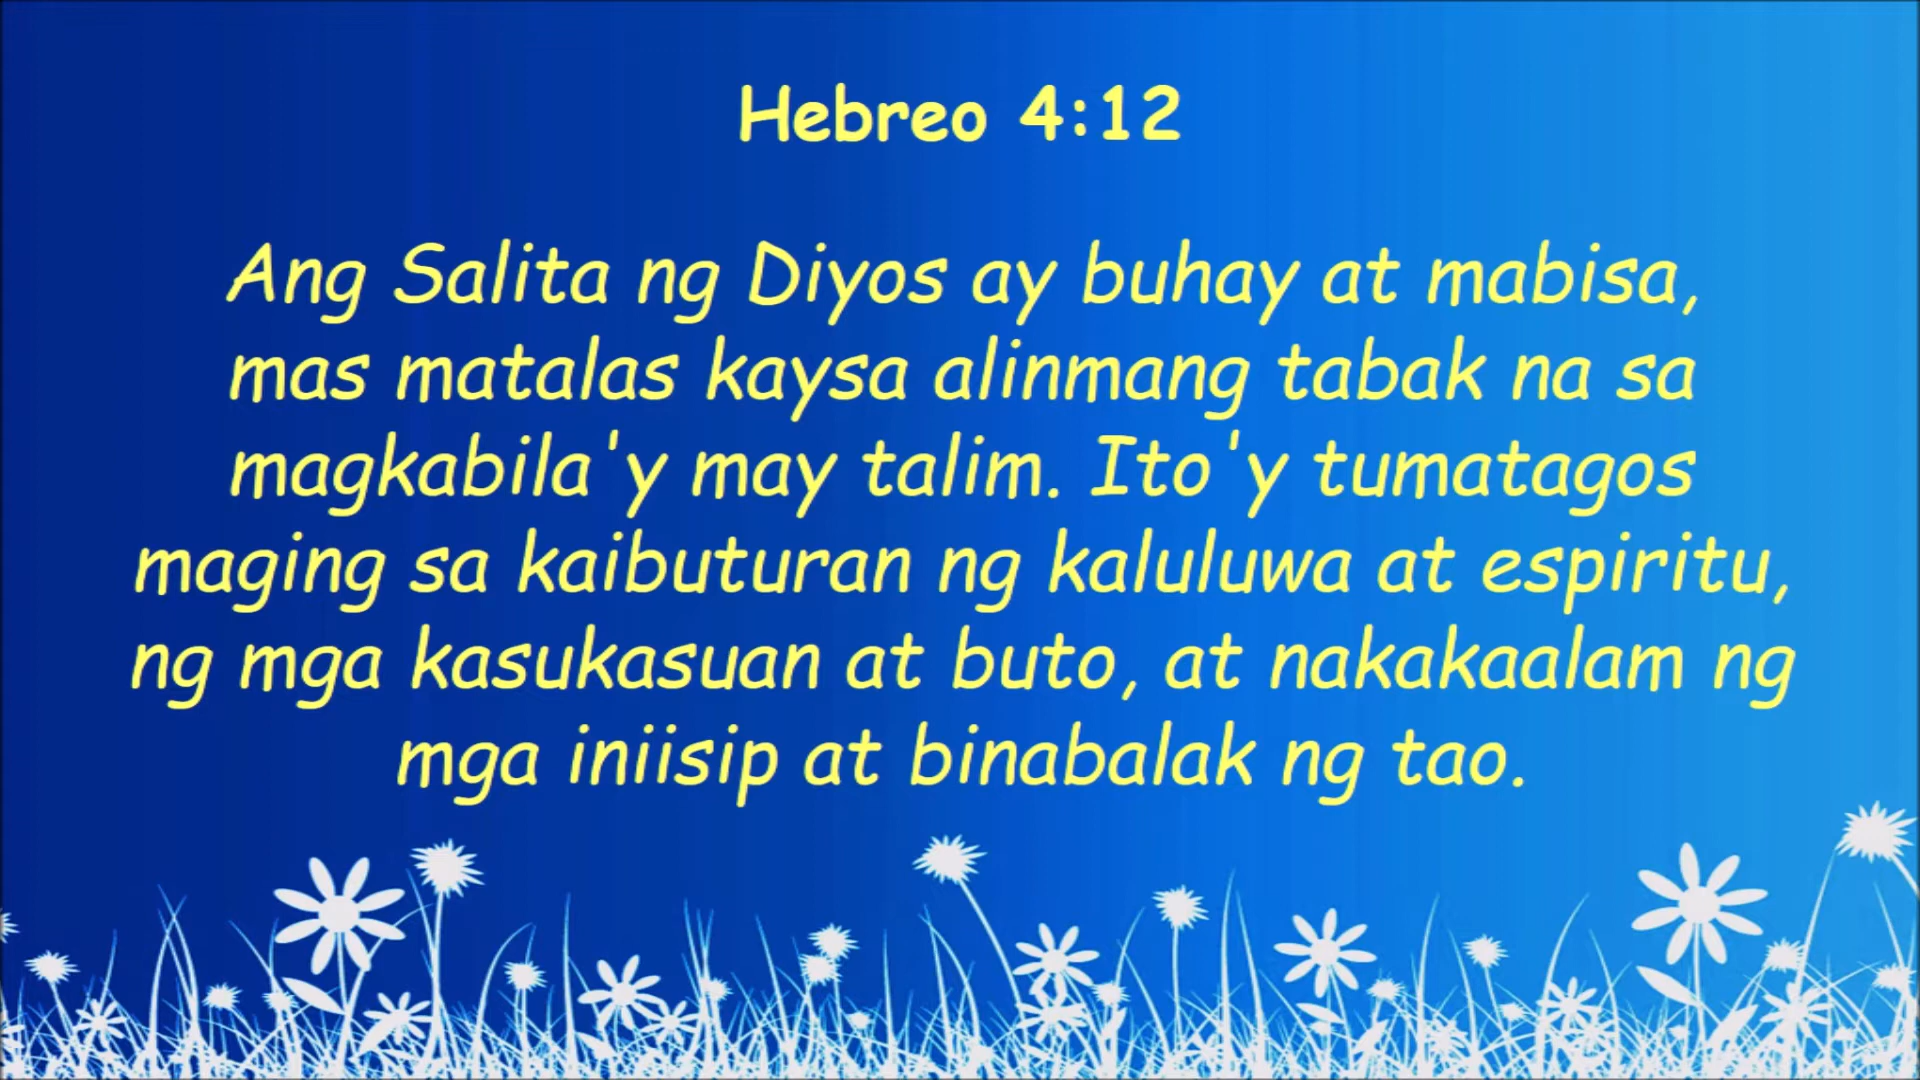 Hebreo 4:12
Ang Salita ng Diyos ay buhay at mabisa,
mas matalas kaysa alinmang tabak na sa
magkabila'y may talim. Ito'y tumatagos
maging sa kaibuturan ng kaluluwa at espiritu,
ng mga kasukasuan at buto, at nakakaalam ng
mga iniisip at binabalak ng tao.